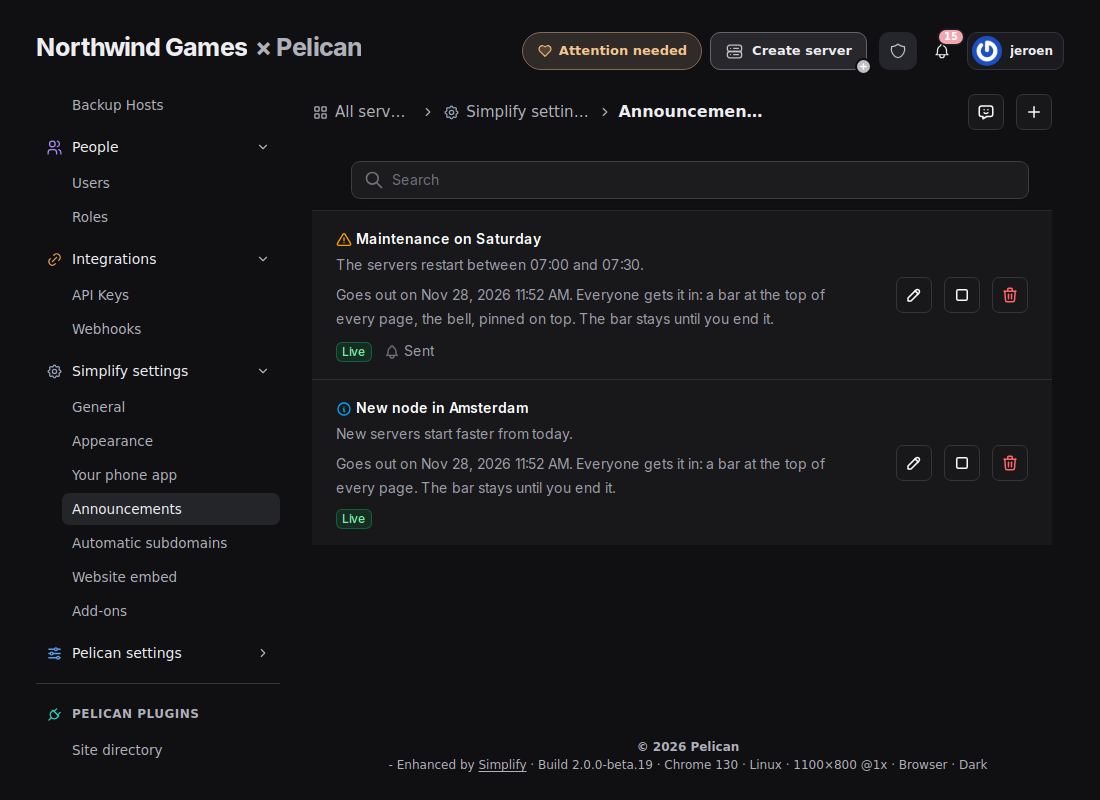 Northwind Games × Pelican
Attention needed
Create server
15
jeroen
Backup Hosts
People
Users
Roles
Integrations
API Keys
Webhooks
Simplify settings
General
Appearance
Your phone app
Announcements
Automatic subdomains
Website embed
Add-ons
Pelican settings
PELICAN PLUGINS
Site directory
All serv...
Simplify settin...
Announcemen...
Search
Maintenance on Saturday
The servers restart between 07:00 and 07:30.
Goes out on Nov 28, 2026 11:52 AM. Everyone gets it in: a bar at the top of
every page, the bell, pinned on top. The bar stays until you end it.
Live Sent
New node in Amsterdam
New servers start faster from today.
Goes out on Nov 28, 2026 11:52 AM. Everyone gets it in: a bar at the top of
every page. The bar stays until you end it.
Live
© 2026 Pelican
- Enhanced by Simplify · Build 2.0.0-beta.19 · Chrome 130 · Linux · 1100×800 @1x · Browser · Dark